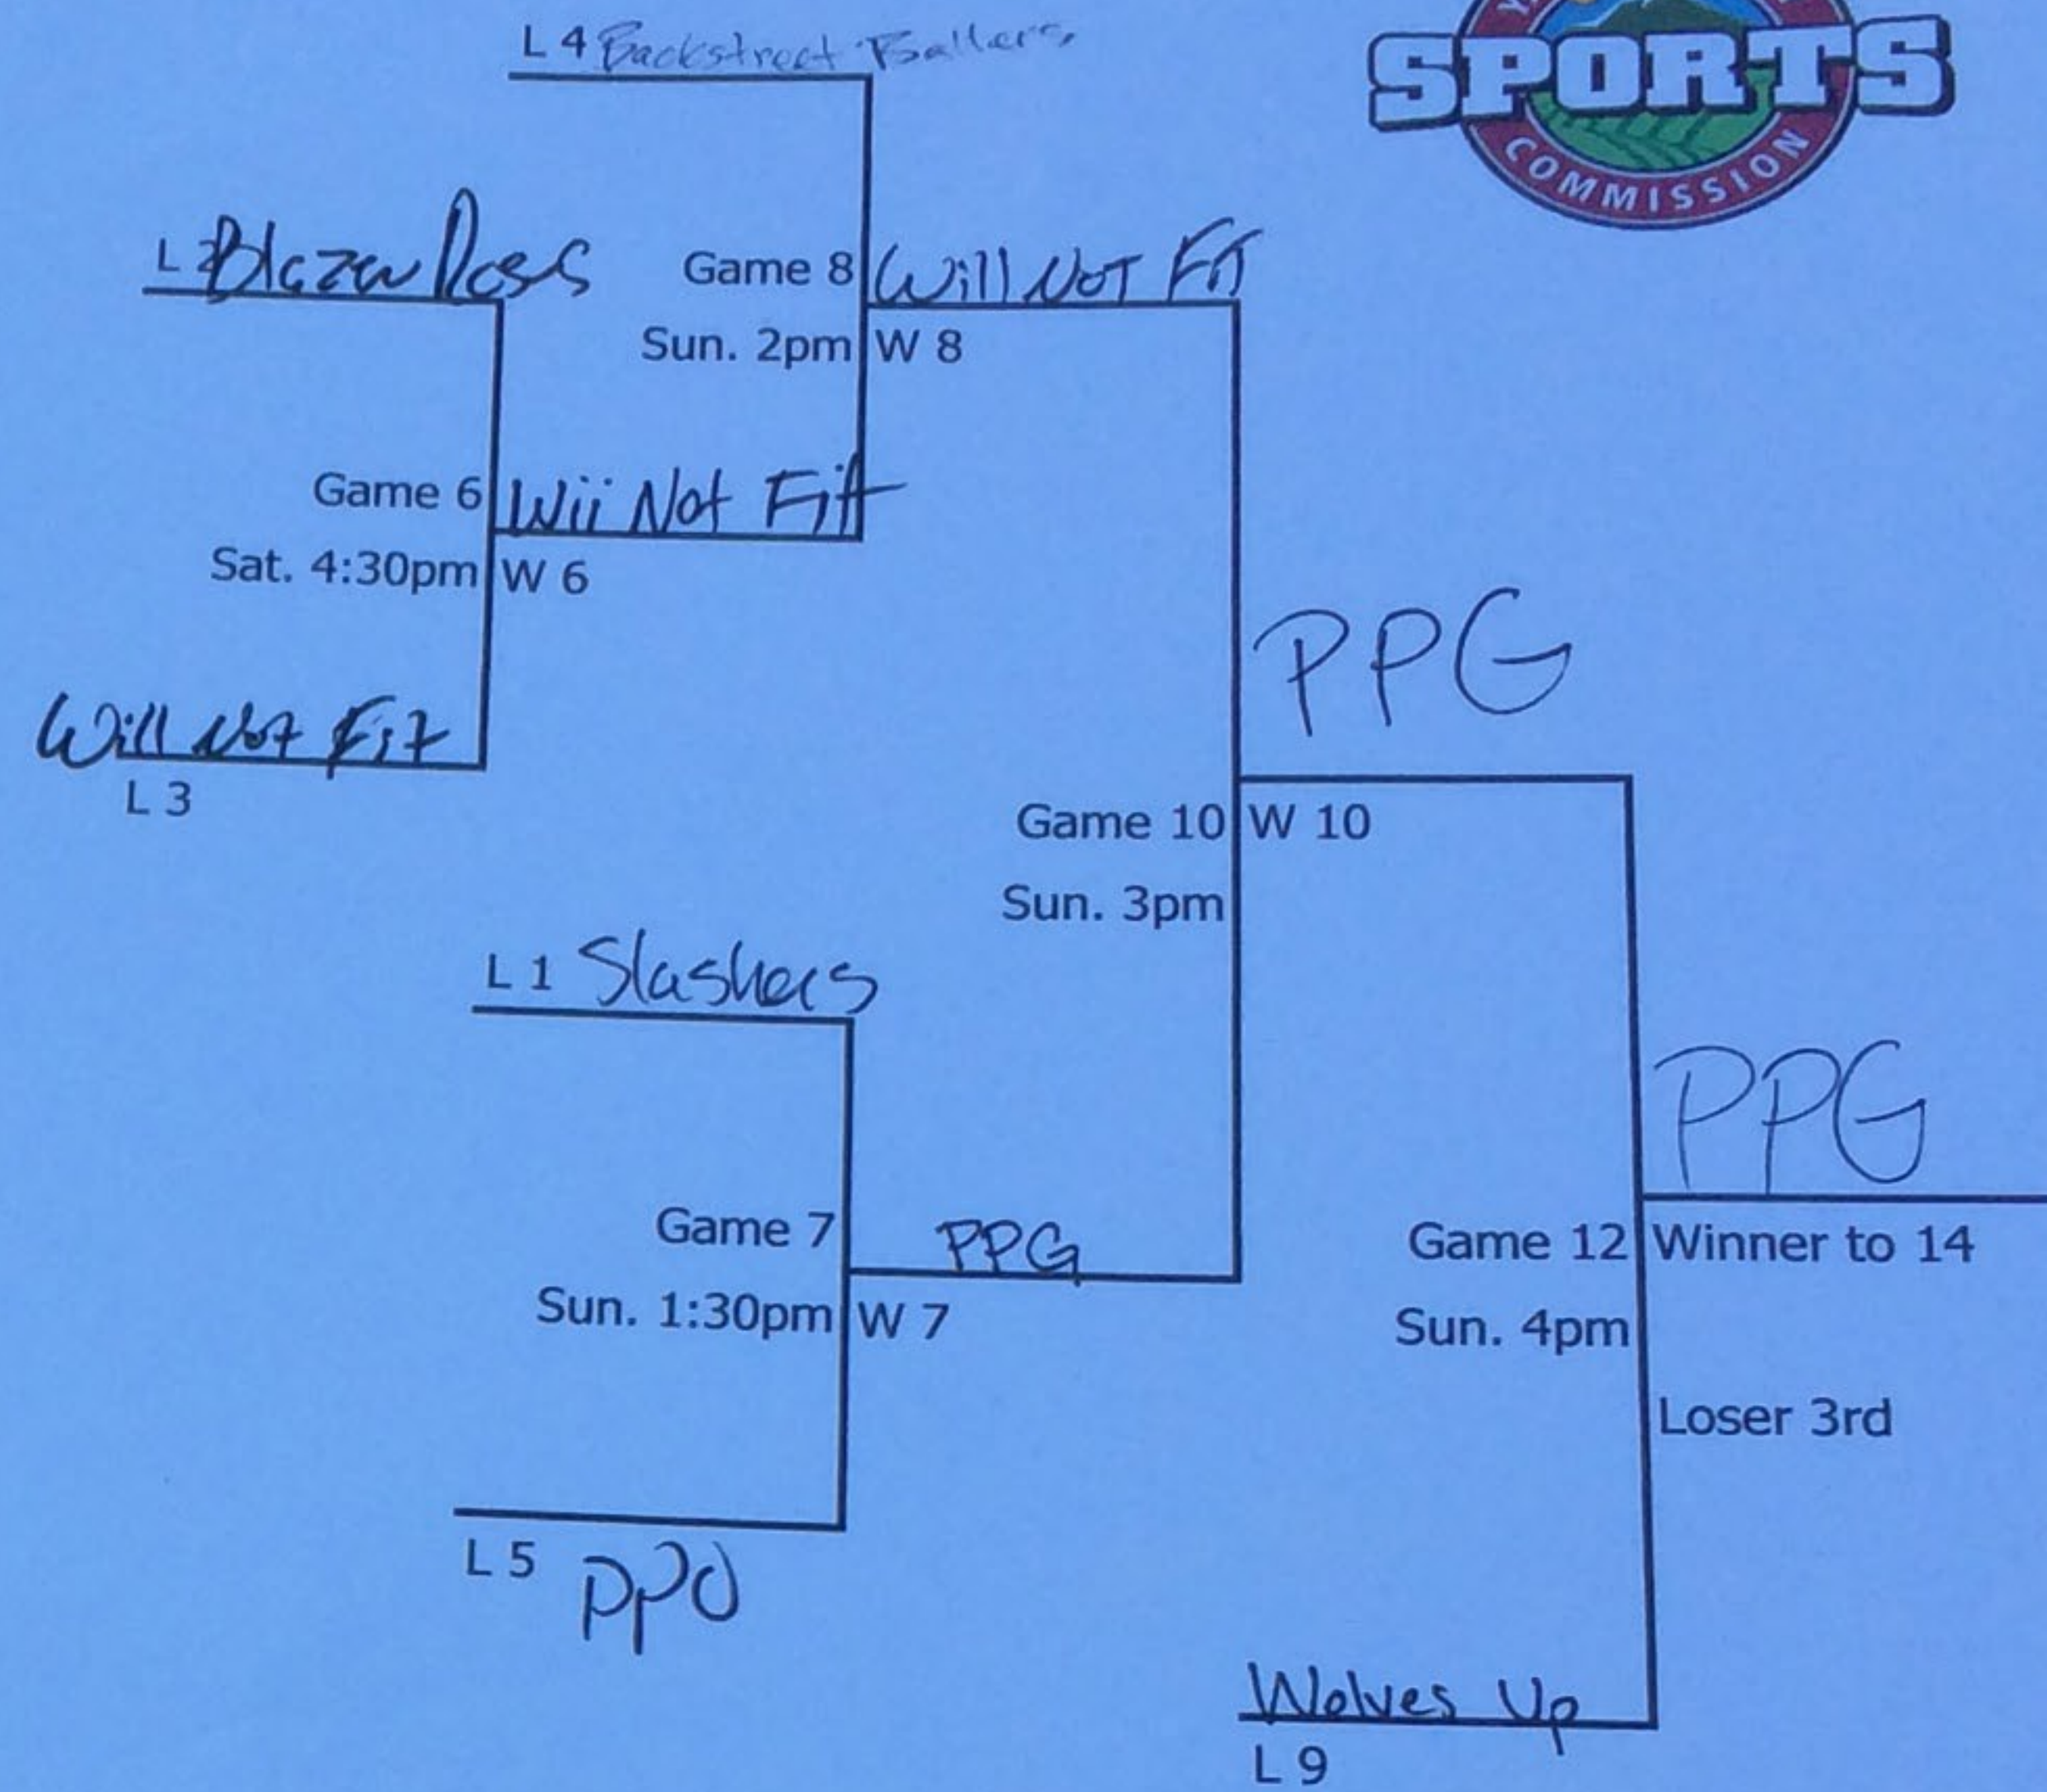 SPORTS
COMMISSION
L 4 Backstreet Ballers
L 2
Game 8 Will Not Fit
Sun. 2pm W 8
Game 6 Wii Not Fit
Sat. 4:30pm W 6
Will Not Fit
L 3
PPG
Game 10 W 10
Sun. 3pm
L 1 Slashers
PPG
Game 7 PPG
Sun. 1:30pm W 7
Game 12 Winner to 14
Sun. 4pm
Loser 3rd
L 5
Wolves Up
L 9